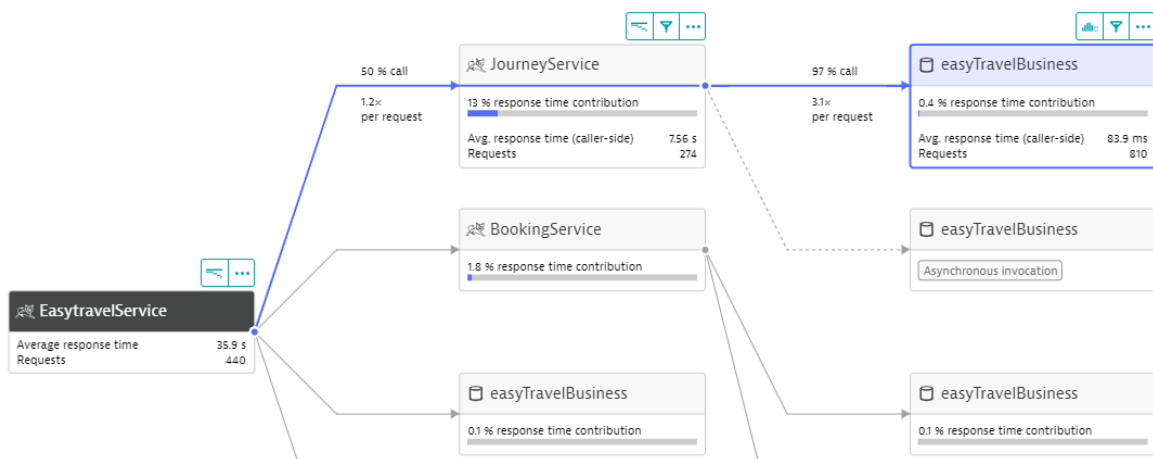 JourneyService
50 % call
1.2×
per request
13 % response time contribution
Avg. response time (caller-side) 7.56 s
Requests 274
97 % call
3.1×
per request
easyTravelBusiness
0.4 % response time contribution
Avg. response time (caller-side) 83.9 ms
Requests 810
BookingService
1.8 % response time contribution
easyTravelBusiness
Asynchronous invocation
EasytravelService
Average response time 35.9 s
Requests 440
easyTravelBusiness
0.1 % response time contribution
easyTravelBusiness
0.1 % response time contribution